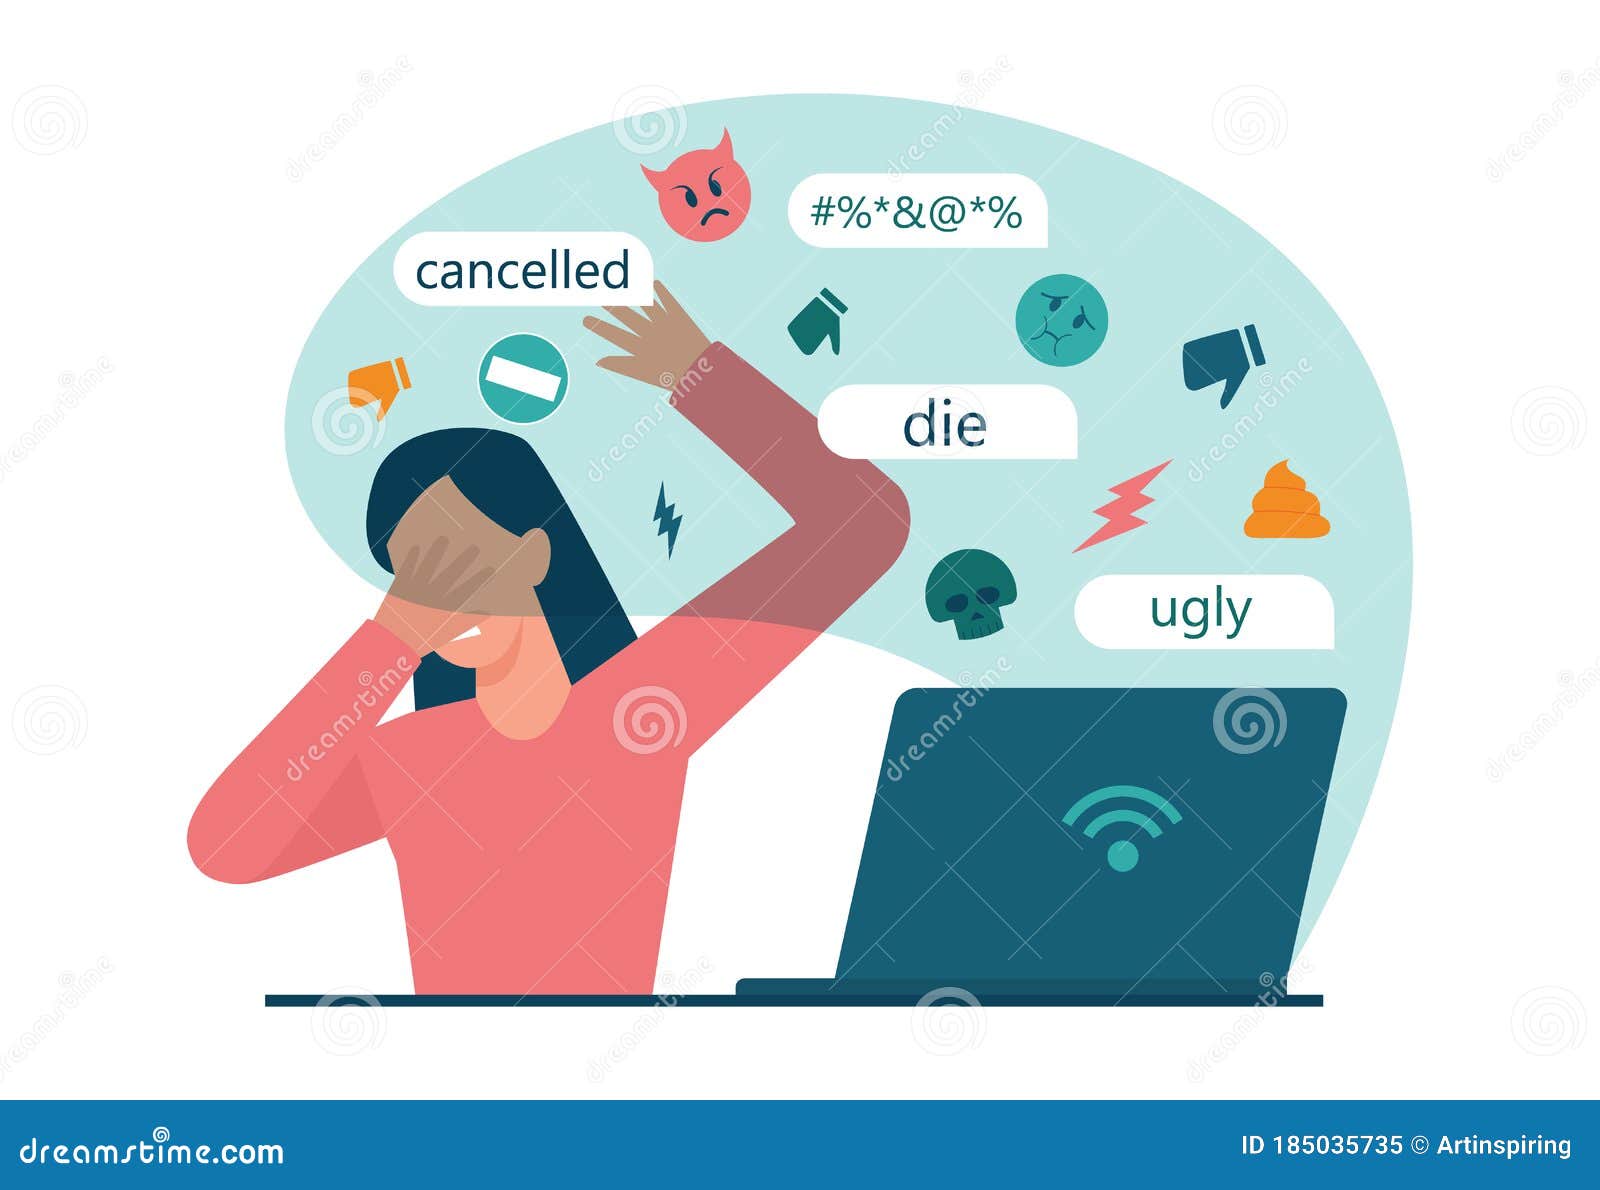 #%*&@*%
cancelled
die
ugly
dreamstime.com
ID 185035735 © Artinspiring